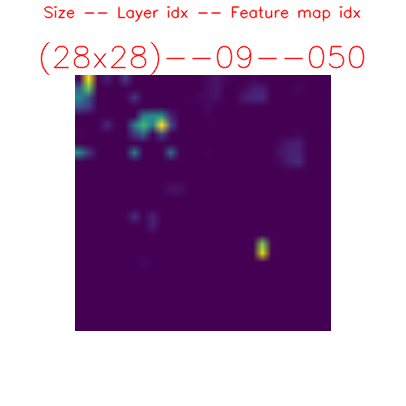 Size -- Layer idx -- Feature map idx
(28x28)--09--050